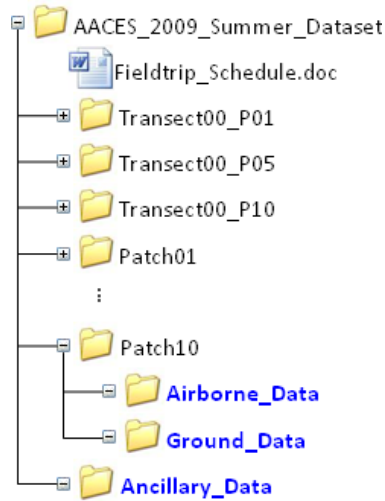 AACES_2009_Summer_Dataset
Fieldtrip_Schedule.doc
Transect00_P01
Transect00_P05
Transect00_P10
Patch01
⋮
Patch10
Airborne_Data
Ground_Data
Ancillary_Data